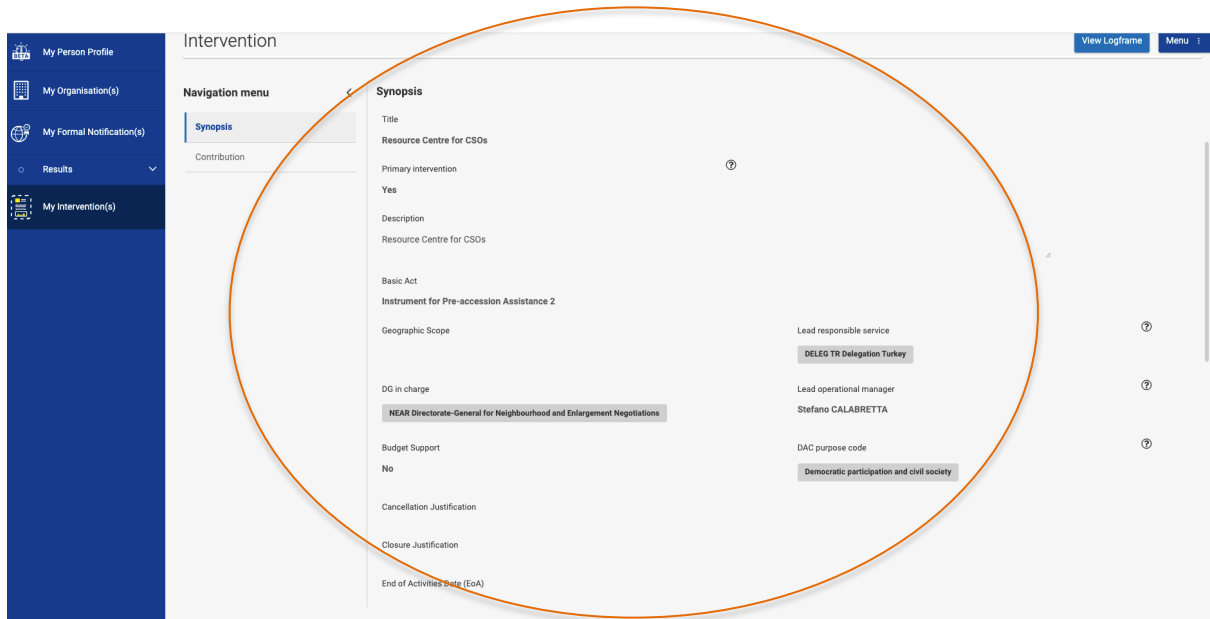 Intervention
View Logframe
Menu
BETA
My Person Profile
My Organisation(s)
My Formal Notification(s)
Results
My Intervention(s)
Navigation menu
Synopsis
Contribution
Synopsis
Title
Resource Centre for CSOs
Primary intervention
Yes
Description
Resource Centre for CSOs
Basic Act
Instrument for Pre-accession Assistance 2
Geographic Scope
Lead responsible service
DELEG TR Delegation Turkey
DG in charge
Lead operational manager
NEAR Directorate-General for Neighbourhood and Enlargement Negotiations
Stefano CALABRETTA
Budget Support
DAC purpose code
No
Democratic participation and civil society
Cancellation Justification
Closure Justification
End of Activities Date (EoA)